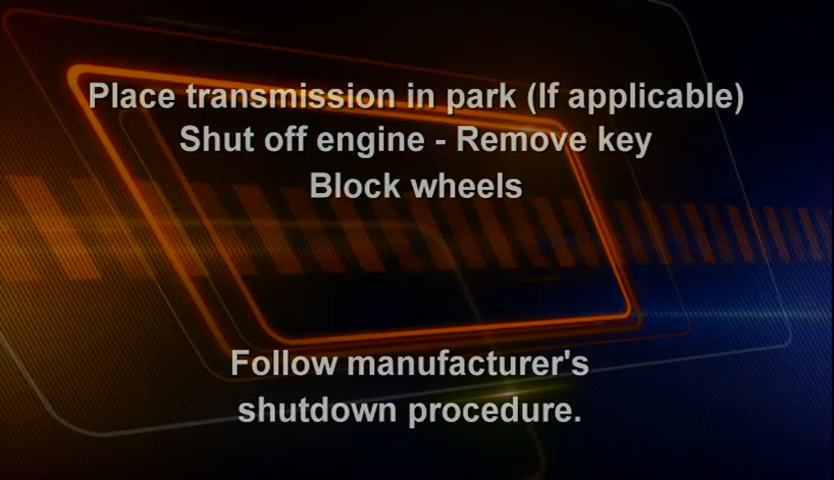 Place transmission in park (If applicable)
Shut off engine - Remove key
Block wheels
Follow manufacturer's
shutdown procedure.